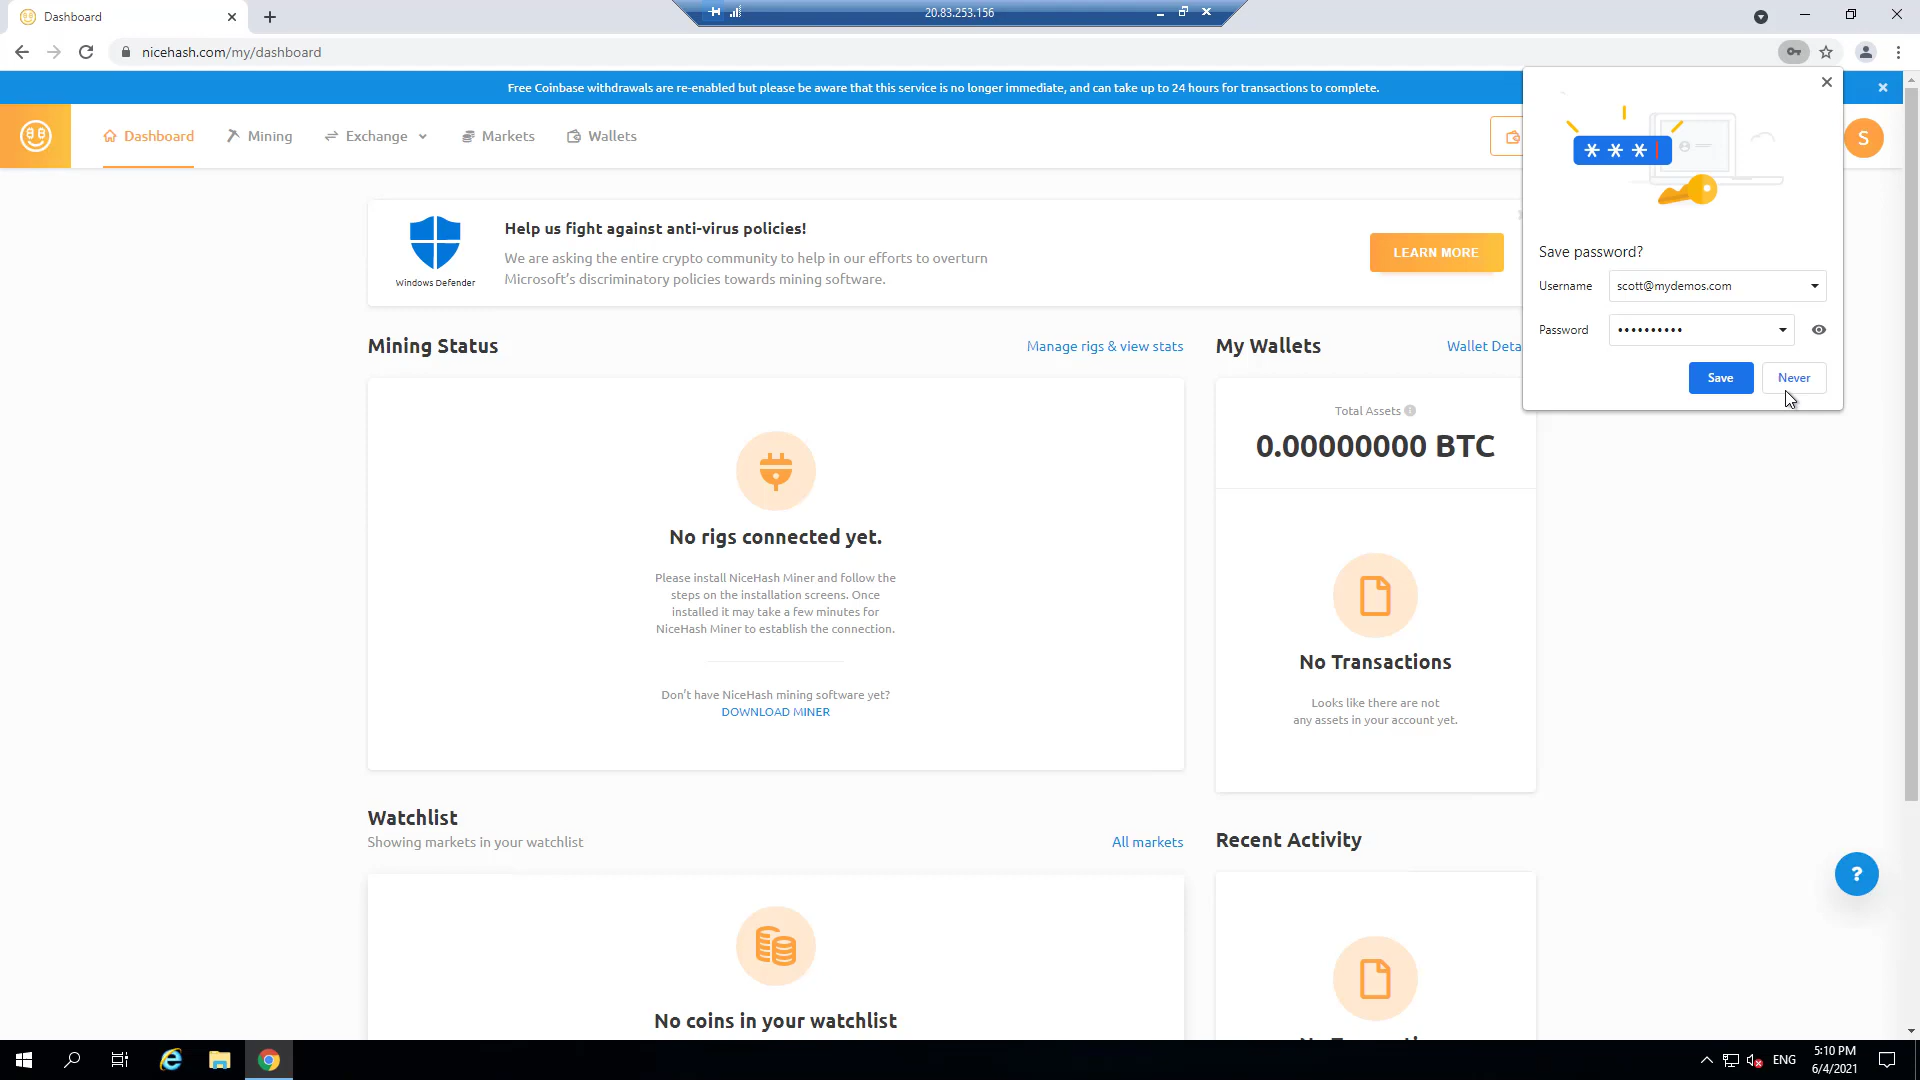 Dashboard
20.83.253.156
nicehash.com/my/dashboard
Free Coinbase withdrawals are re-enabled but please be aware that this service is no longer immediate, and can take up to 24 hours for transactions to complete.
Dashboard
Mining
Exchange
Markets
Wallets
S
* * *
Save password?
Username
scott@mydemos.com
Password
••••••••••
Save
Never
Windows Defender
Help us fight against anti-virus policies!
We are asking the entire crypto community to help in our efforts to overturn
Microsoft's discriminatory policies towards mining software.
LEARN MORE
Mining Status
Manage rigs & view stats
No rigs connected yet.
Please install NiceHash Miner and follow the
steps on the installation screens. Once
installed it may take a few minutes for
NiceHash Miner to establish the connection.
Don't have NiceHash mining software yet?
DOWNLOAD MINER
My Wallets
Wallet Deta
Total Assets
0.00000000 BTC
No Transactions
Looks like there are not
any assets in your account yet.
Watchlist
Showing markets in your watchlist
All markets
No coins in your watchlist
Recent Activity
?
ENG
5:10 PM
6/4/2021